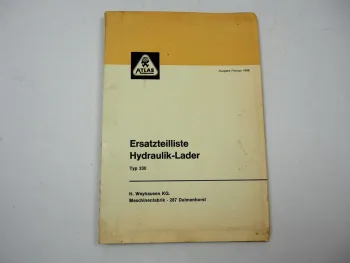 ATLAS
Ausgabe Februar 1968
Ersatzteilliste
Hydraulik-Lader
Typ 330
H. Weyhausen KG.
Maschinenfabrik - 287 Delmenhorst